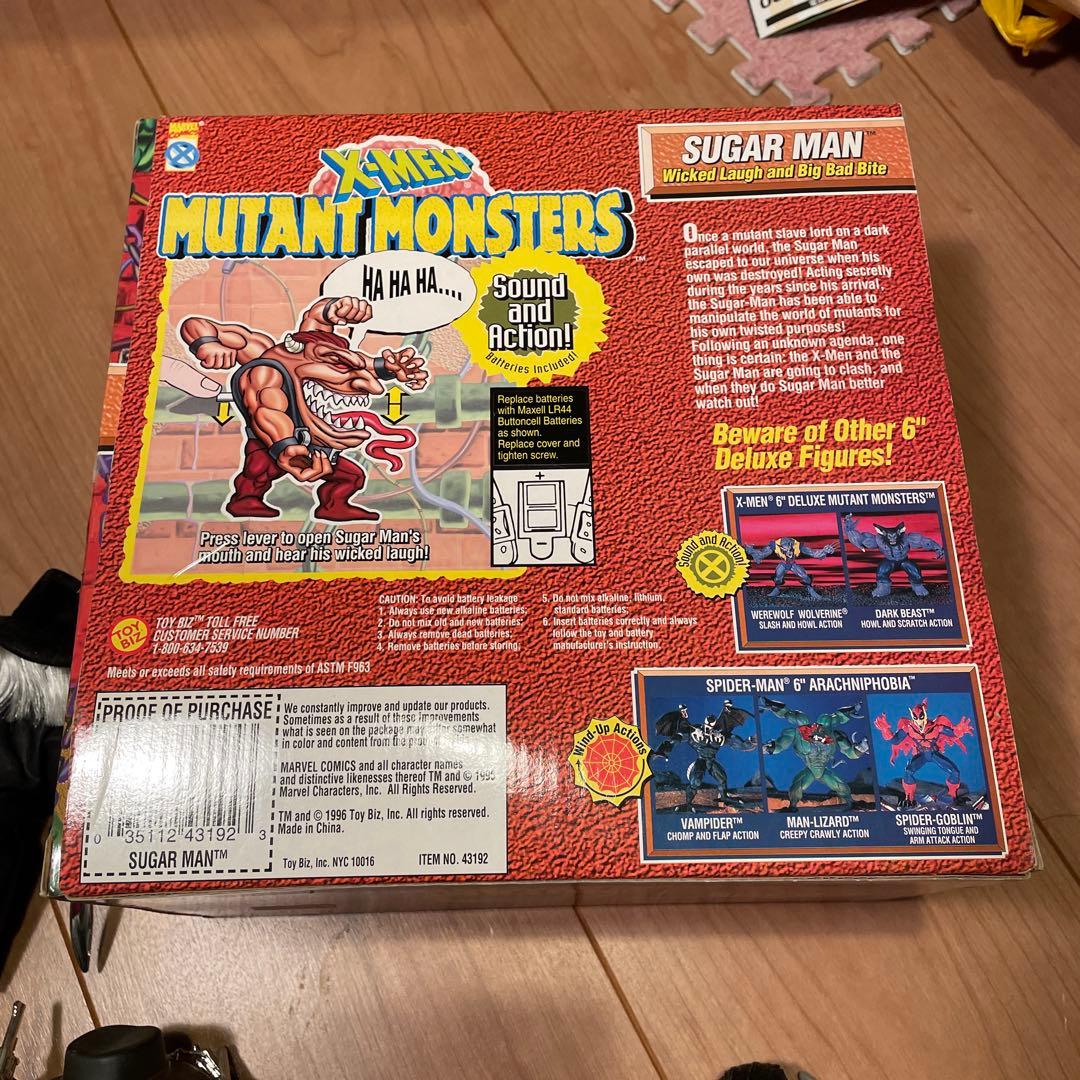 MARVEL
COMICS
X-MEN
MUTANT MONSTERS™
HA HA HA....
Sound
and
Action!
Batteries Included!
Replace batteries
with Maxell LR44
Buttoncell Batteries
as shown.
Replace cover and
tighten screw.
+
Press lever to open Sugar Man's
mouth and hear his wicked laugh!
SUGAR MAN™
Wicked Laugh and Big Bad Bite
Once a mutant slave lord on a dark
parallel world, the Sugar Man
escaped to our universe when his
own was destroyed! Acting secretly
during the years since his arrival,
the Sugar-Man has been able to
manipulate the world of mutants for
his own twisted purposes!
Following an unknown agenda, one
thing is certain: the X-Men and the
Sugar Man are going to clash, and
when they do Sugar Man better
watch out!
Beware of Other 6"
Deluxe Figures!
X-MEN® 6" DELUXE MUTANT MONSTERS™
Sound and Action!
WEREWOLF WOLVERINE®
SLASH AND HOWL ACTION
DARK BEAST™
HOWL AND SCRATCH ACTION
SPIDER-MAN® 6" ARACHNIPHOBIA™
Wind-Up Actions
VAMPIDER™
CHOMP AND FLAP ACTION
MAN-LIZARD™
CREEPY CRAWLY ACTION
SPIDER-GOBLIN™
SWINGING TONGUE AND
ARM ATTACK ACTION
TOY
BIZ
TOY BIZ™ TOLL FREE
CUSTOMER SERVICE NUMBER
1-800-634-7539
Meets or exceeds all safety requirements of ASTM F963
CAUTION: To avoid battery leakage
1. Always use new alkaline batteries;
2. Do not mix old and new batteries;
3. Always remove dead batteries;
4. Remove batteries before storing;
5. Do not mix alkaline, lithium,
standard batteries;
6. Insert batteries correctly and always
follow the toy and battery
manufacturer's instruction.
PROOF OF PURCHASE
0 35112 43192 3
SUGAR MAN™
We constantly improve and update our products.
Sometimes as a result of these improvements
what is seen on the package may differ somewhat
in color and content from the
MARVEL COMICS and all character names
and distinctive likenesses thereof TM and © 1995
Marvel Characters, Inc. All Rights Reserved.
TM and © 1996 Toy Biz, Inc. All rights reserved.
Made in China.
Toy Biz, Inc. NYC 10016
ITEM NO. 43192